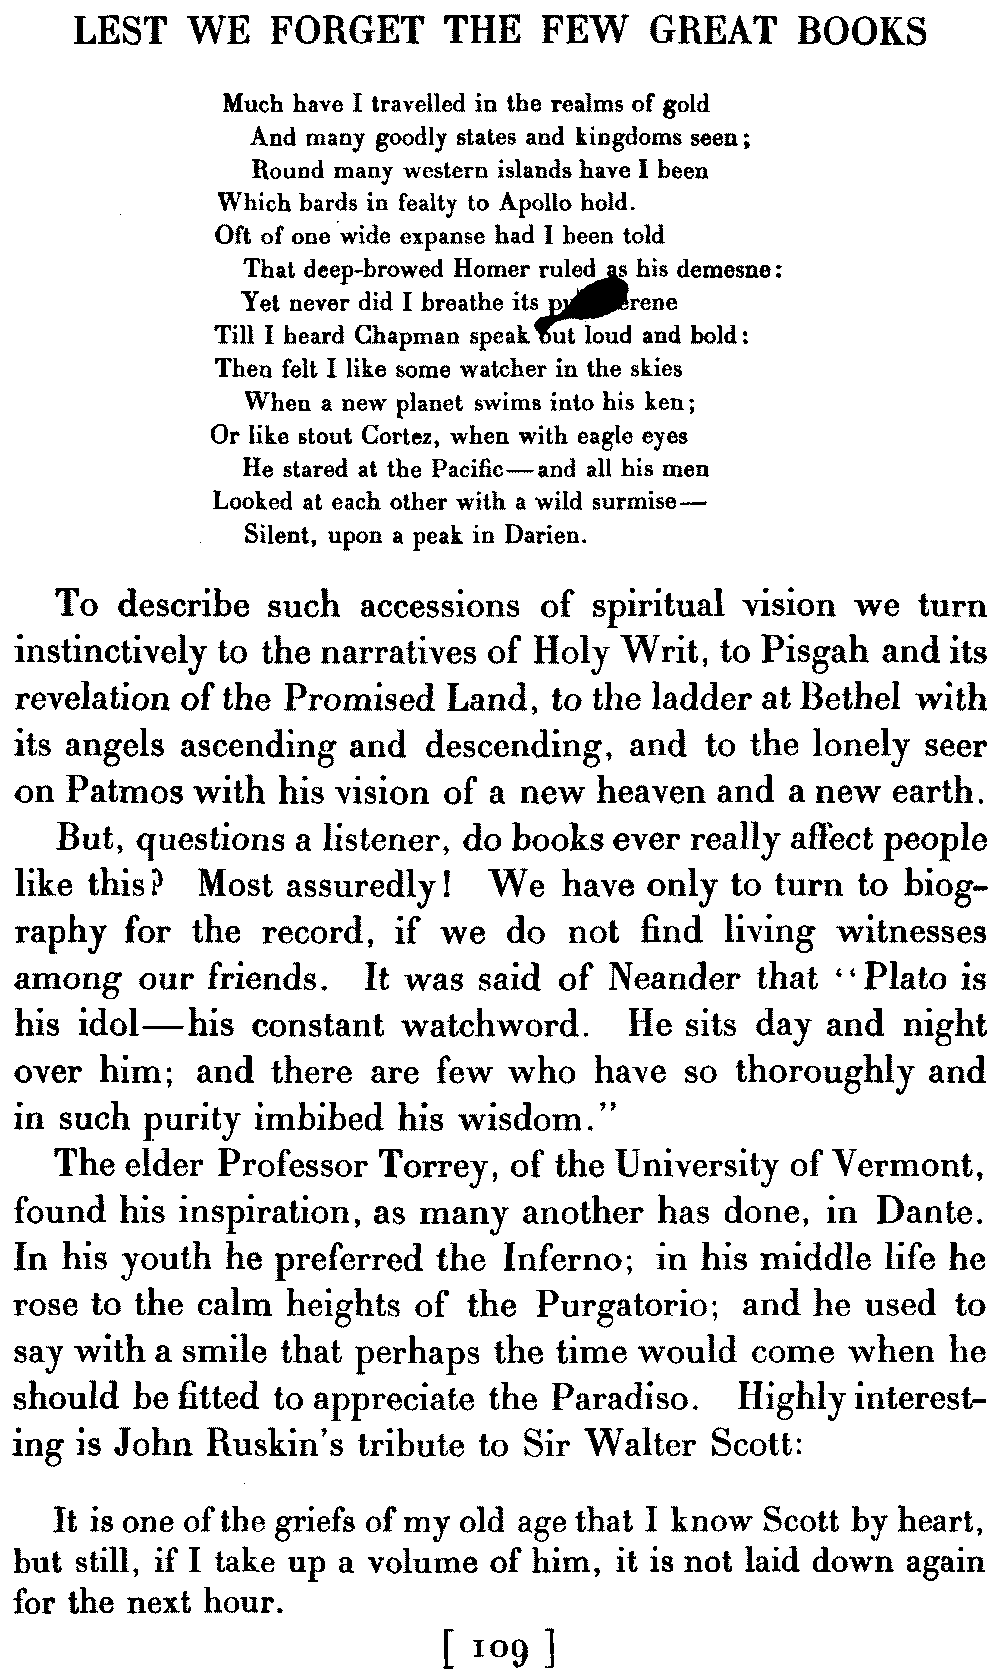 LEST WE FORGET THE FEW GREAT BOOKS
Much have I travelled in the realms of gold
And many goodly states and kingdoms seen;
Round many western islands have I been
Which bards in fealty to Apollo hold.
Oft of one wide expanse had I been told
That deep-browed Homer ruled as his demesne:
Yet never did I breathe its
Till I heard Chapman speak out loud and bold:
Then felt I like some watcher in the skies
When a new planet swims into his ken;
Or like stout Cortez, when with eagle eyes
He stared at the Pacific—and all his men
Looked at each other with a wild surmise—
Silent, upon a peak in Darien.
To describe such accessions of spiritual vision we turn
instinctively to the narratives of Holy Writ, to Pisgah and its
revelation of the Promised Land, to the ladder at Bethel with
its angels ascending and descending, and to the lonely seer
on Patmos with his vision of a new heaven and a new earth.
But, questions a listener, do books ever really affect people
like this? Most assuredly! We have only to turn to biog-
raphy for the record, if we do not find living witnesses
among our friends. It was said of Neander that "Plato is
his idol—his constant watchword. He sits day and night
over him; and there are few who have so thoroughly and
in such purity imbibed his wisdom."
The elder Professor Torrey, of the University of Vermont,
found his inspiration, as many another has done, in Dante.
In his youth he preferred the Inferno; in his middle life he
rose to the calm heights of the Purgatorio; and he used to
say with a smile that perhaps the time would come when he
should be fitted to appreciate the Paradiso. Highly interest-
ing is John Ruskin's tribute to Sir Walter Scott:
It is one of the griefs of my old age that I know Scott by heart,
but still, if I take up a volume of him, it is not laid down again
for the next hour.
[ 109 ]